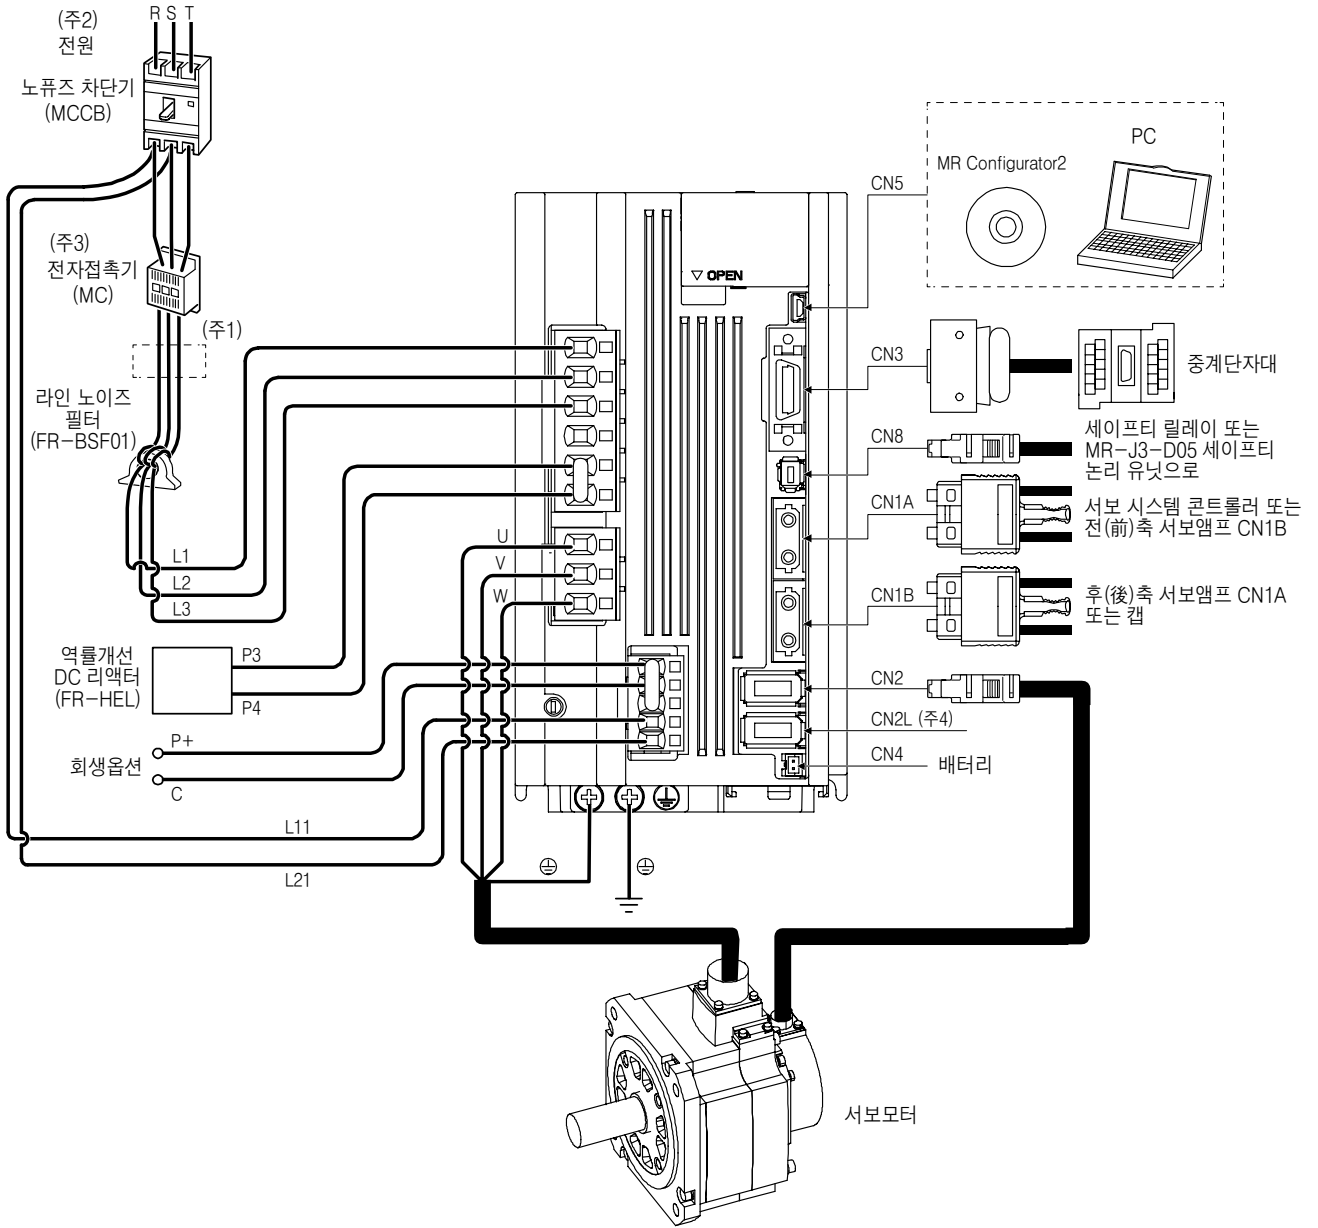 (주2)
전원
R S T
노퓨즈 차단기
(MCCB)
(주3)
전자접촉기
(MC)
(주1)
라인 노이즈
필터
(FR-BSF01)
L1
L2
L3
역률개선
DC 리액터
(FR-HEL)
P3
P4
P+
회생옵션
C
L11
L21
U
V
W
▽ OPEN
CN5
MR Configurator2
PC
CN3
중계단자대
CN8
세이프티 릴레이 또는
MR-J3-D05 세이프티
논리 유닛으로
CN1A
서보 시스템 콘트롤러 또는
전(前)축 서보앰프 CN1B
CN1B
후(後)축 서보앰프 CN1A
또는 캡
CN2
CN2L (주4)
CN4
배터리
서보모터